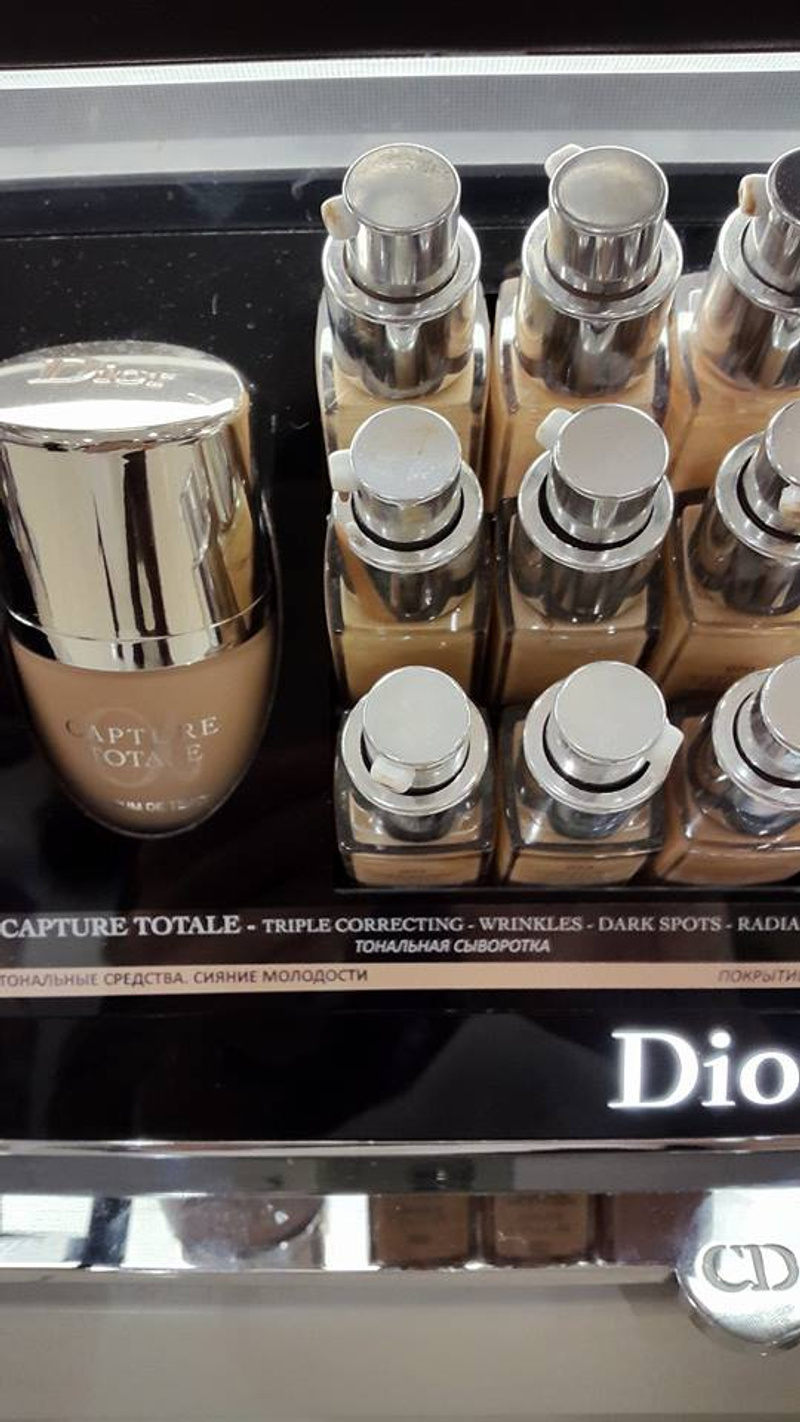 Dior
CAPTURE
TOTALE
CAPTURE TOTALE - TRIPLE CORRECTING - WRINKLES - DARK SPOTS - RADIA
ТОНАЛЬНАЯ СЫВОРОТКА
ТОНАЛЬНЫЕ СРЕДСТВА. СИЯНИЕ МОЛОДОСТИ
ПОКРЫТИ
Dio
CD